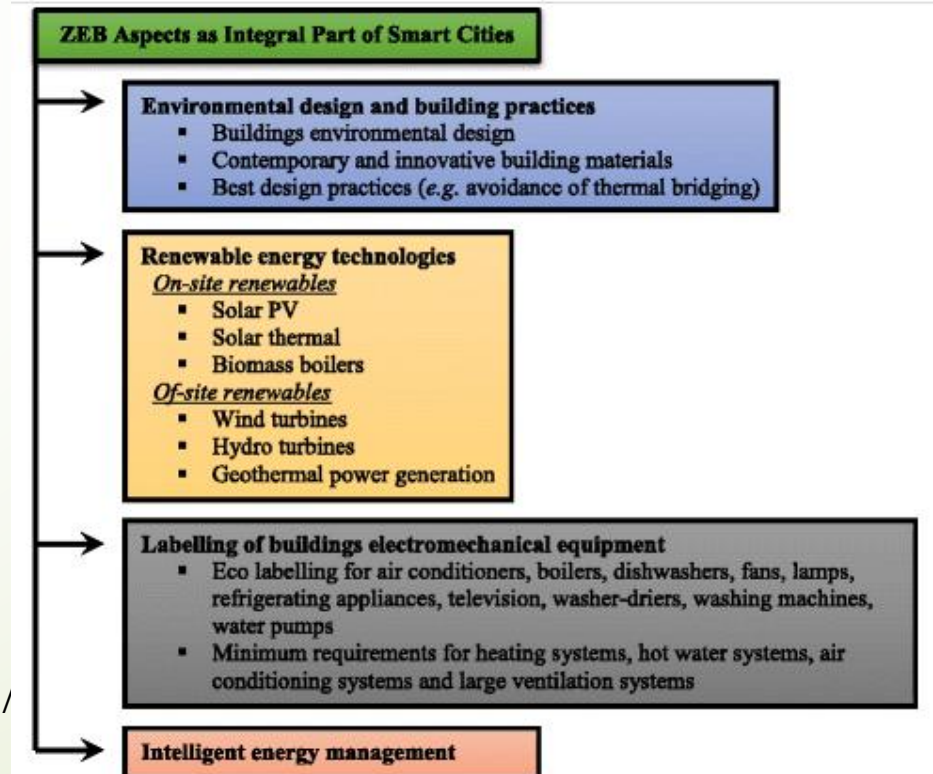 ZEB Aspects as Integral Part of Smart Cities
Environmental design and building practices
▪ Buildings environmental design
▪ Contemporary and innovative building materials
▪ Best design practices (e.g. avoidance of thermal bridging)
Renewable energy technologies
On-site renewables
▪ Solar PV
▪ Solar thermal
▪ Biomass boilers
Of-site renewables
▪ Wind turbines
▪ Hydro turbines
▪ Geothermal power generation
Labelling of buildings electromechanical equipment
▪ Eco labelling for air conditioners, boilers, dishwashers, fans, lamps,
refrigerating appliances, television, washer-driers, washing machines,
water pumps
▪ Minimum requirements for heating systems, hot water systems, air
conditioning systems and large ventilation systems
/
Intelligent energy management